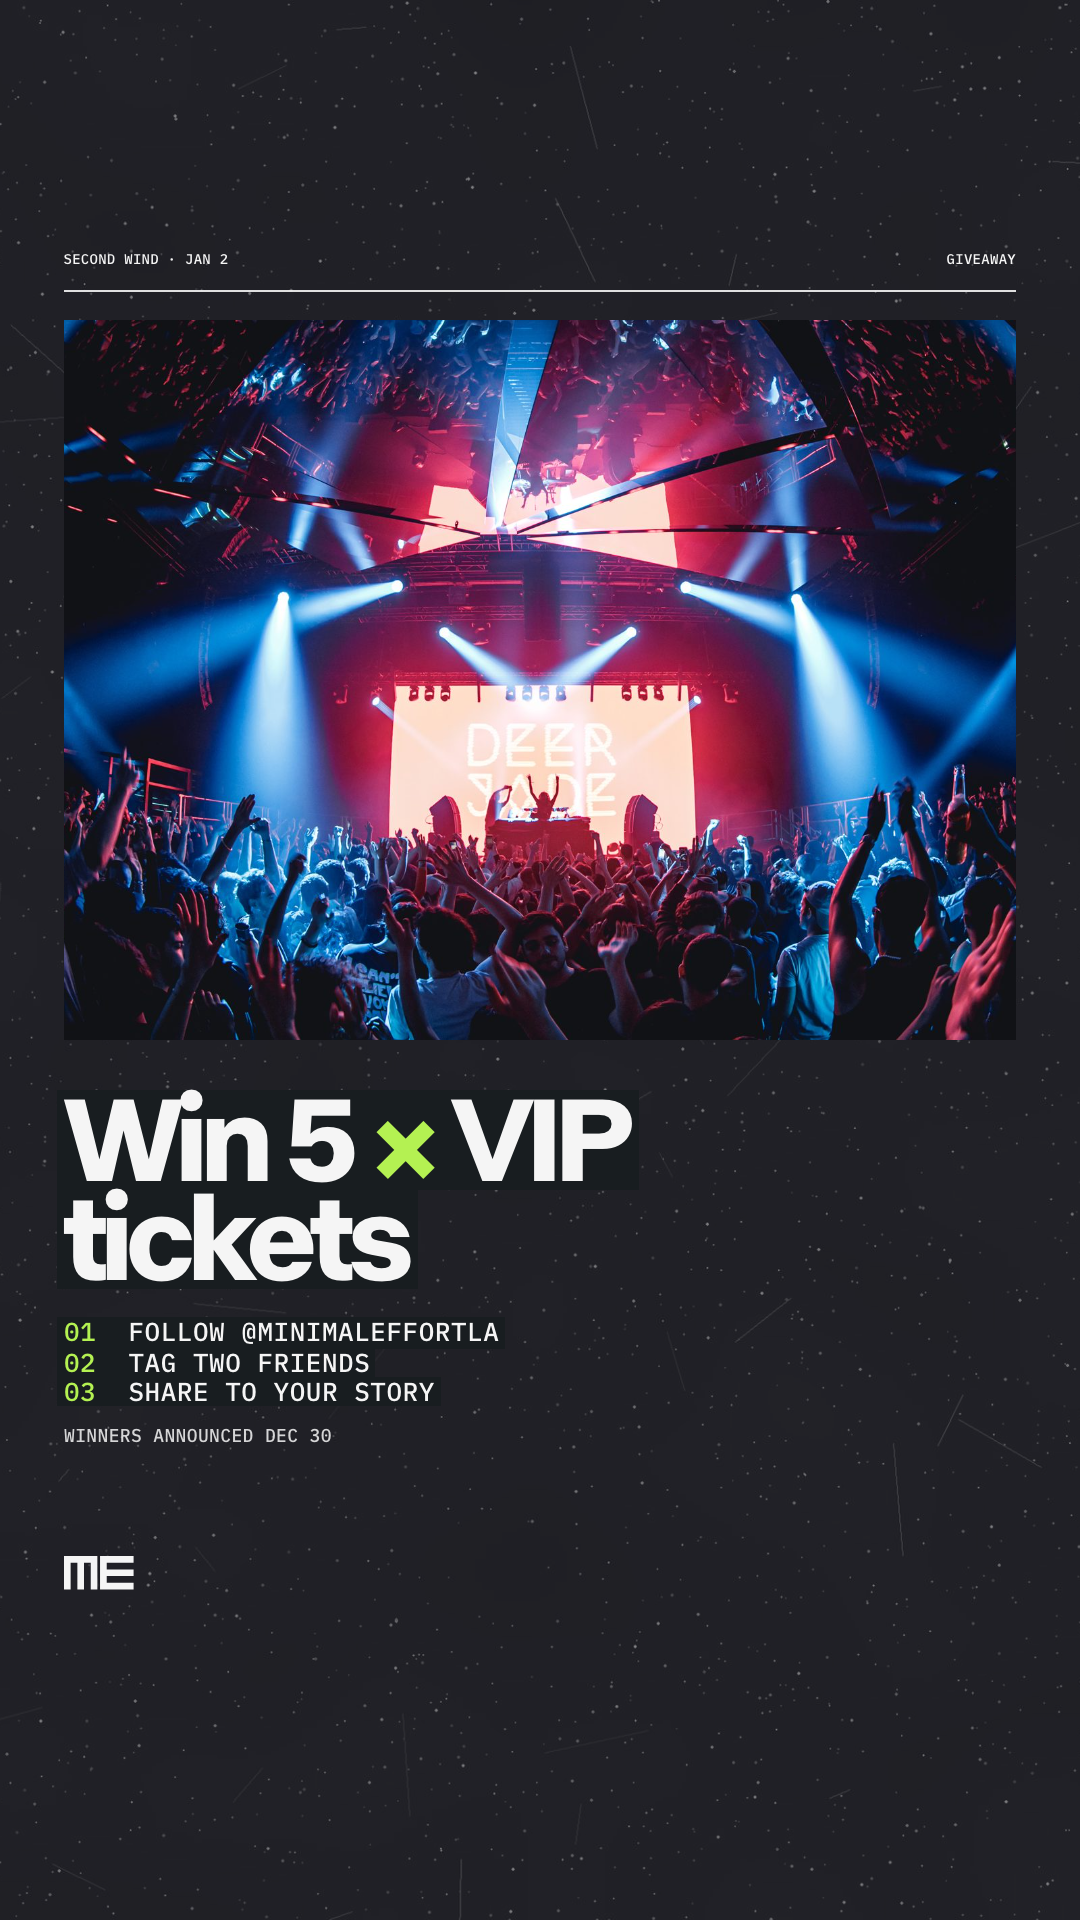 SECOND WIND · JAN 2
GIVEAWAY
DEER
JADE
Win 5 × VIP
tickets
01 FOLLOW @MINIMALEFFORTLA
02 TAG TWO FRIENDS
03 SHARE TO YOUR STORY
WINNERS ANNOUNCED DEC 30
ME